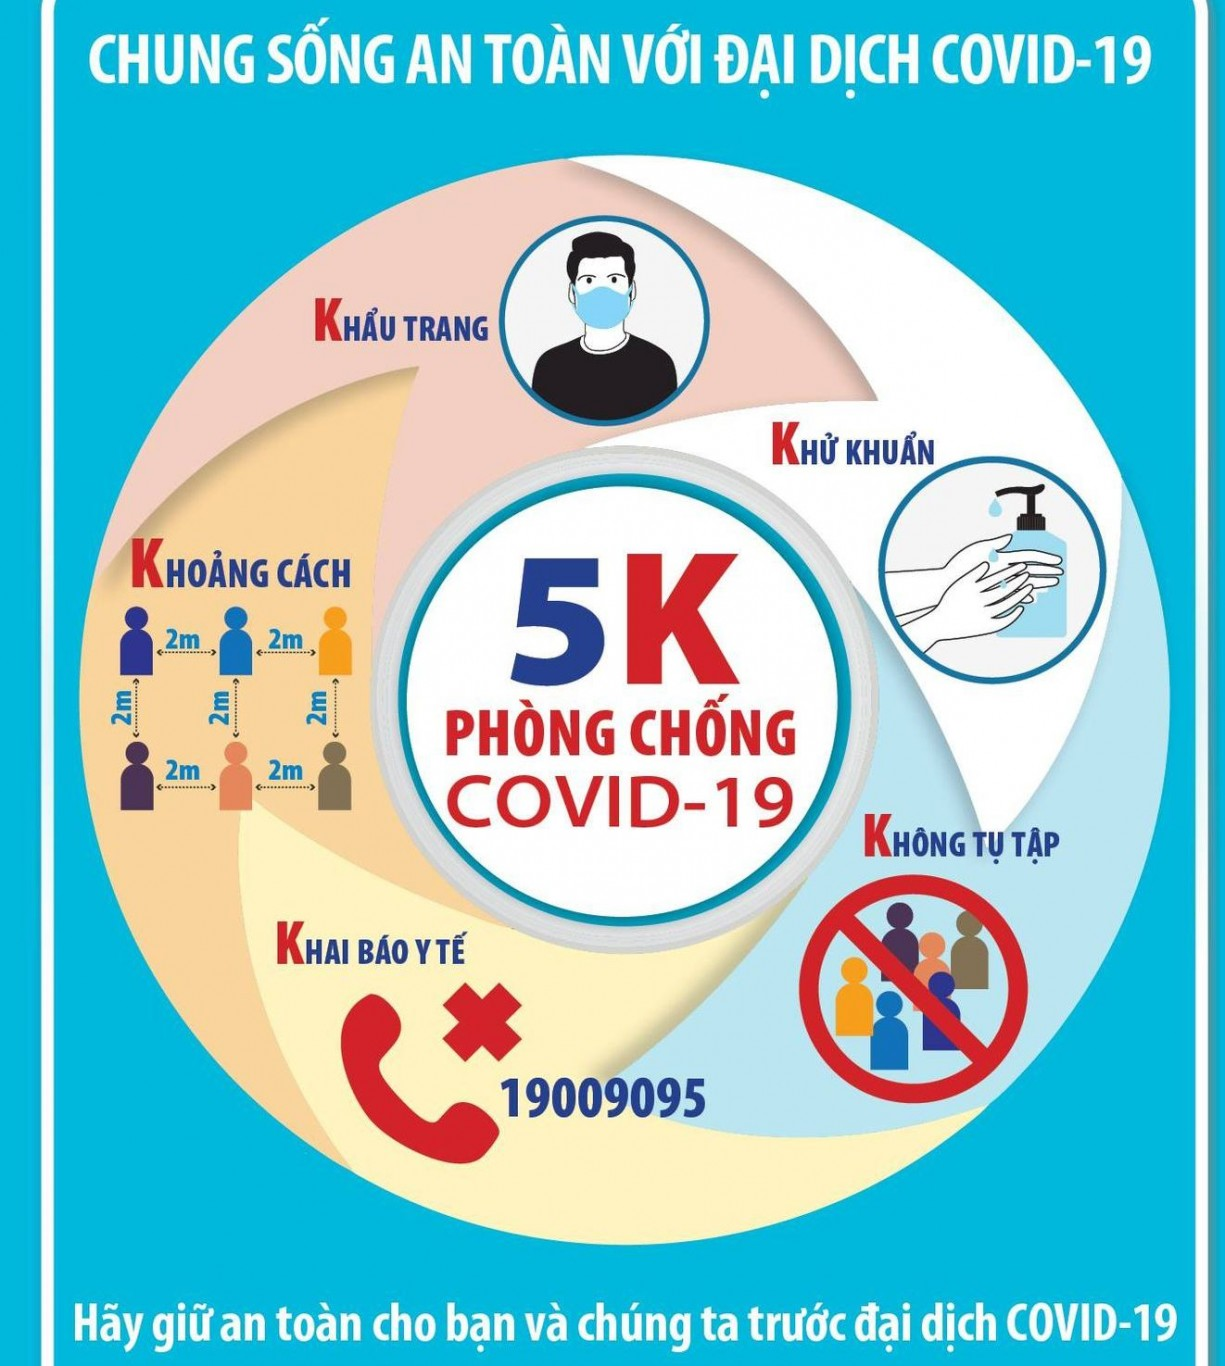 CHUNG SỐNG AN TOÀN VỚI ĐẠI DỊCH COVID-19
KHẨU TRANG
KHỬ KHUẨN
KHOẢNG CÁCH
2m 2m
2m 2m 2m
2m 2m
5K
PHÒNG CHỐNG
COVID-19
KHÔNG TỤ TẬP
KHAI BÁO Y TẾ
19009095
Hãy giữ an toàn cho bạn và chúng ta trước đại dịch COVID-19